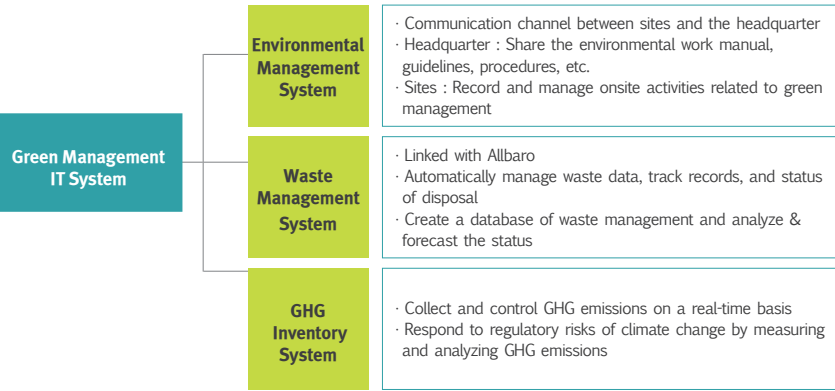 Green Management
IT System
Environmental
Management
System
· Communication channel between sites and the headquarter
· Headquarter : Share the environmental work manual,
guidelines, procedures, etc.
· Sites : Record and manage onsite activities related to green
management
Waste
Management
System
· Linked with Allbaro
· Automatically manage waste data, track records, and status
of disposal
· Create a database of waste management and analyze &
forecast the status
GHG
Inventory
System
· Collect and control GHG emissions on a real-time basis
· Respond to regulatory risks of climate change by measuring
and analyzing GHG emissions